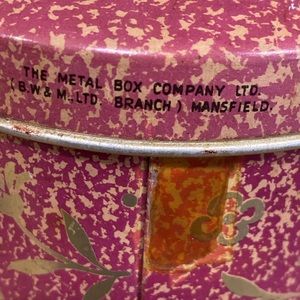 THE METAL BOX COMPANY LTD.
(B.W & M. LTD. BRANCH) MANSFIELD.